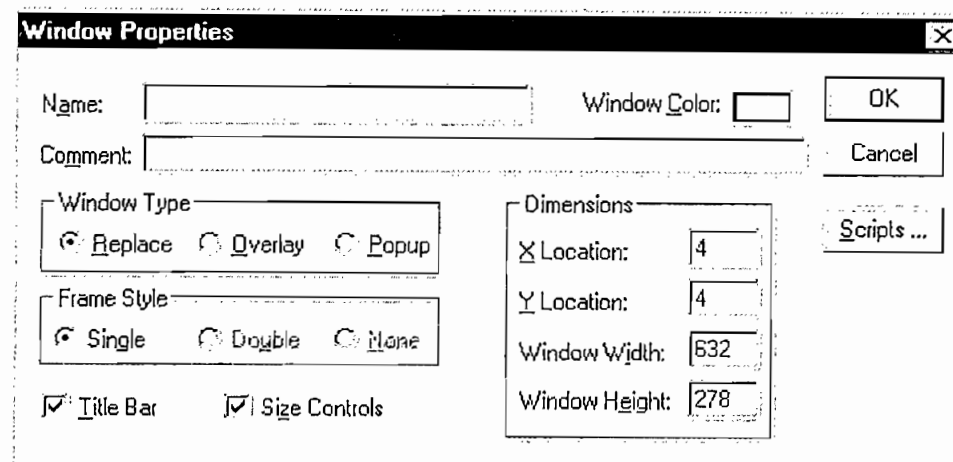 Window Properties
Name: Window Color: OK
Comment: Cancel
Window Type Dimensions
Replace Overlay Popup X Location: 4 Scripts ...
Frame Style Y Location: 4
Single Double None Window Width: 632
Title Bar Size Controls Window Height: 278